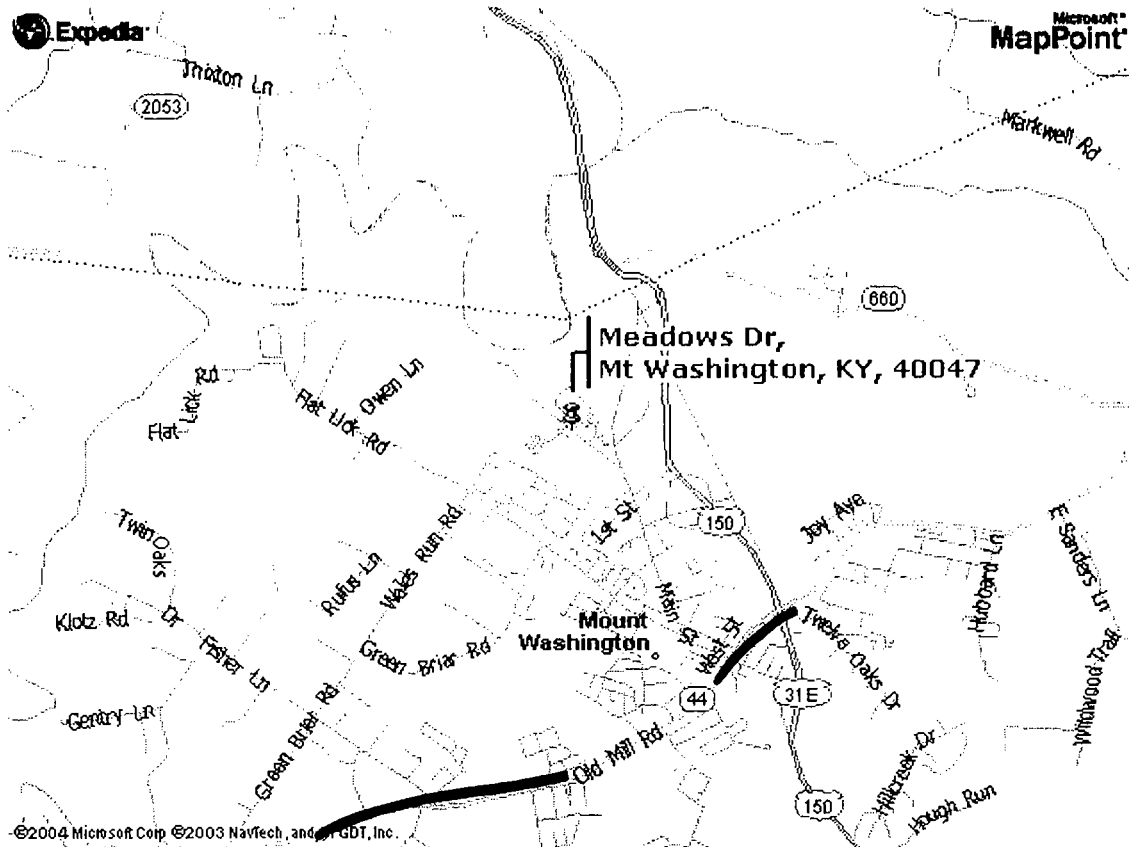 Expedia
Microsoft
MapPoint
Thixton Ln
2053
Markwell Rd
660
Meadows Dr,
Mt Washington, KY, 40047
Flat Lick Rd
Flat Lick Rd
Owen Ln
1st St
150
Joy Ave
E Sanders Ln
Twin Oaks Dr
Wales Run Rd
Rufus Ln
Hubbard Ln
Main St
Klotz Rd
Mount
Washington
West St
Twelve Oaks Dr
Fisher Ln
Green Briar Rd
44
31E
Wildwood Trail
Gentry Ln
Green Brier Rd
Old Mill Rd
Hillcreek Dr
150
Hough Run
©2004 Microsoft Corp ©2003 NavTech, and/or GDT, Inc.